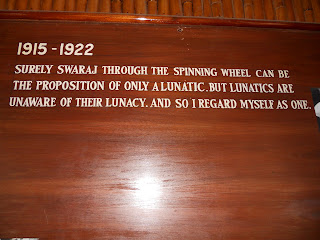 1915-1922
SURELY SWARAJ THROUGH THE SPINNING WHEEL CAN BE
THE PROPOSITION OF ONLY A LUNATIC. BUT LUNATICS ARE
UNAWARE OF THEIR LUNACY. AND SO I REGARD MYSELF AS ONE.